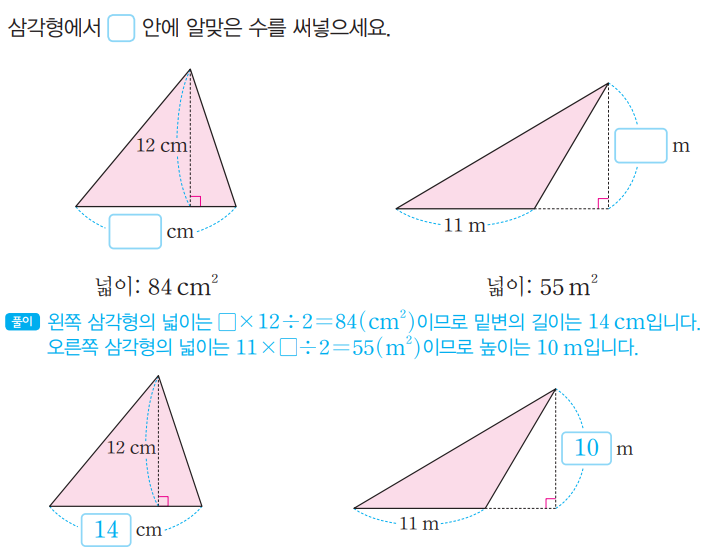 삼각형에서 □ 안에 알맞은 수를 써넣으세요.
12 cm
□ cm
넓이: 84 cm²
□ m
11 m
넓이: 55 m²
풀이 왼쪽 삼각형의 넓이는 □×12÷2=84(cm²)이므로 밑변의 길이는 14 cm입니다.
오른쪽 삼각형의 넓이는 11×□÷2=55(m²)이므로 높이는 10 m입니다.
12 cm
14 cm
10 m
11 m